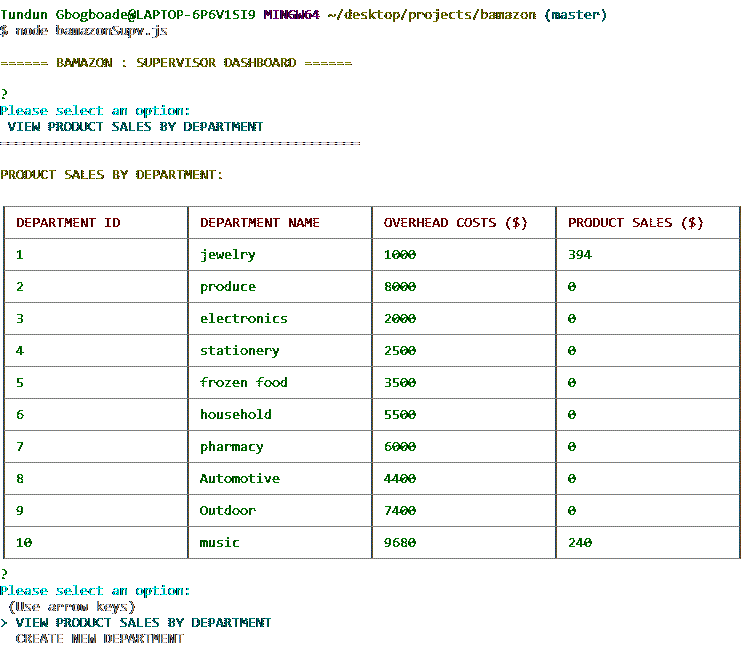 Tundun Gbogboade@LAPTOP-6P6V1SI9 MINGW64 ~/desktop/projects/bamazon (master)
$ node bamazonSupv.js
====== BAMAZON : SUPERVISOR DASHBOARD ======
?
Please select an option:
VIEW PRODUCT SALES BY DEPARTMENT
=============================================
PRODUCT SALES BY DEPARTMENT:
DEPARTMENT ID DEPARTMENT NAME OVERHEAD COSTS ($) PRODUCT SALES ($)
1 jewelry 1000 394
2 produce 8000 0
3 electronics 2000 0
4 stationery 2500 0
5 frozen food 3500 0
6 household 5500 0
7 pharmacy 6000 0
8 Automotive 4400 0
9 Outdoor 7400 0
10 music 9680 240
?
Please select an option:
(Use arrow keys)
> VIEW PRODUCT SALES BY DEPARTMENT
CREATE NEW DEPARTMENT